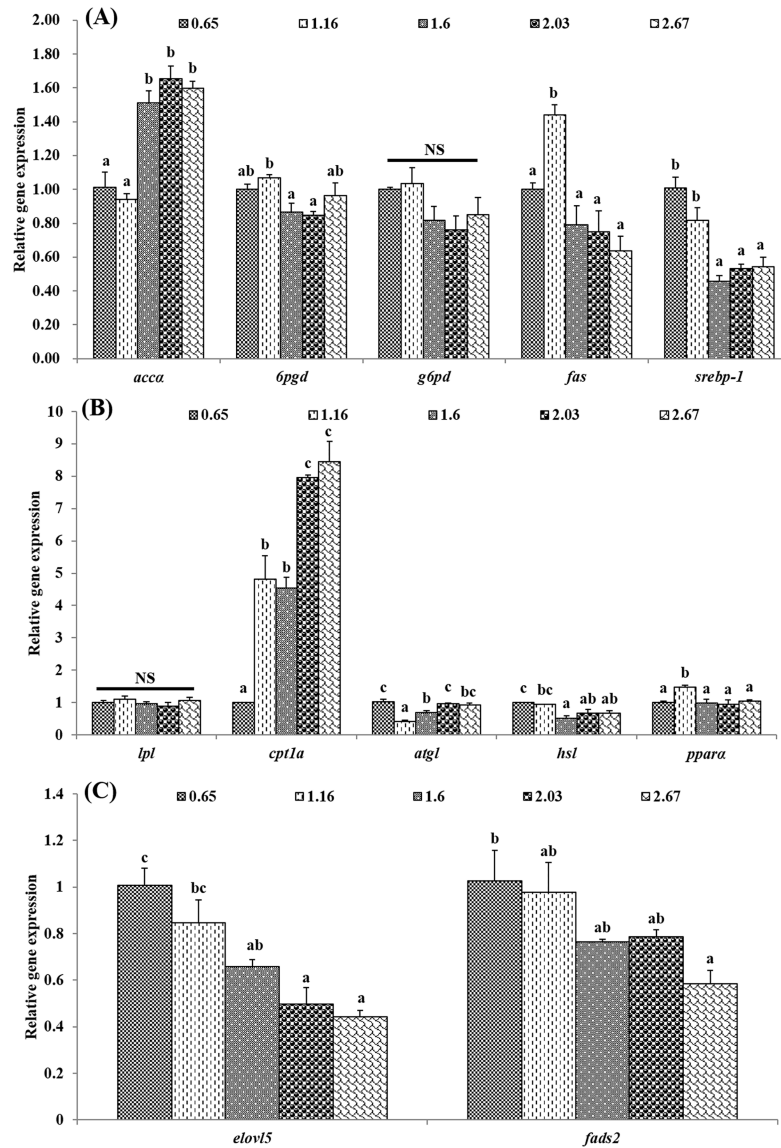 (A)
0.65 1.16 1.6 2.03 2.67
Relative gene expression
2.00
1.80
1.60
1.40
1.20
1.00
0.80
0.60
0.40
0.20
0.00
a a b b b
ab b a a ab
NS
a b a a a
b b a a a
accα 6pgd g6pd fas srebp-1
(B)
0.65 1.16 1.6 2.03 2.67
Relative gene expression
10
9
8
7
6
5
4
3
2
1
0
NS
a b b c c
c a b c bc
c bc a ab ab
a b a a a
lpl cpt1a atgl hsl pparα
(C)
0.65 1.16 1.6 2.03 2.67
Relative gene expression
1.4
1.2
1
0.8
0.6
0.4
0.2
0
c bc ab a a
b ab ab ab a
elovl5 fads2